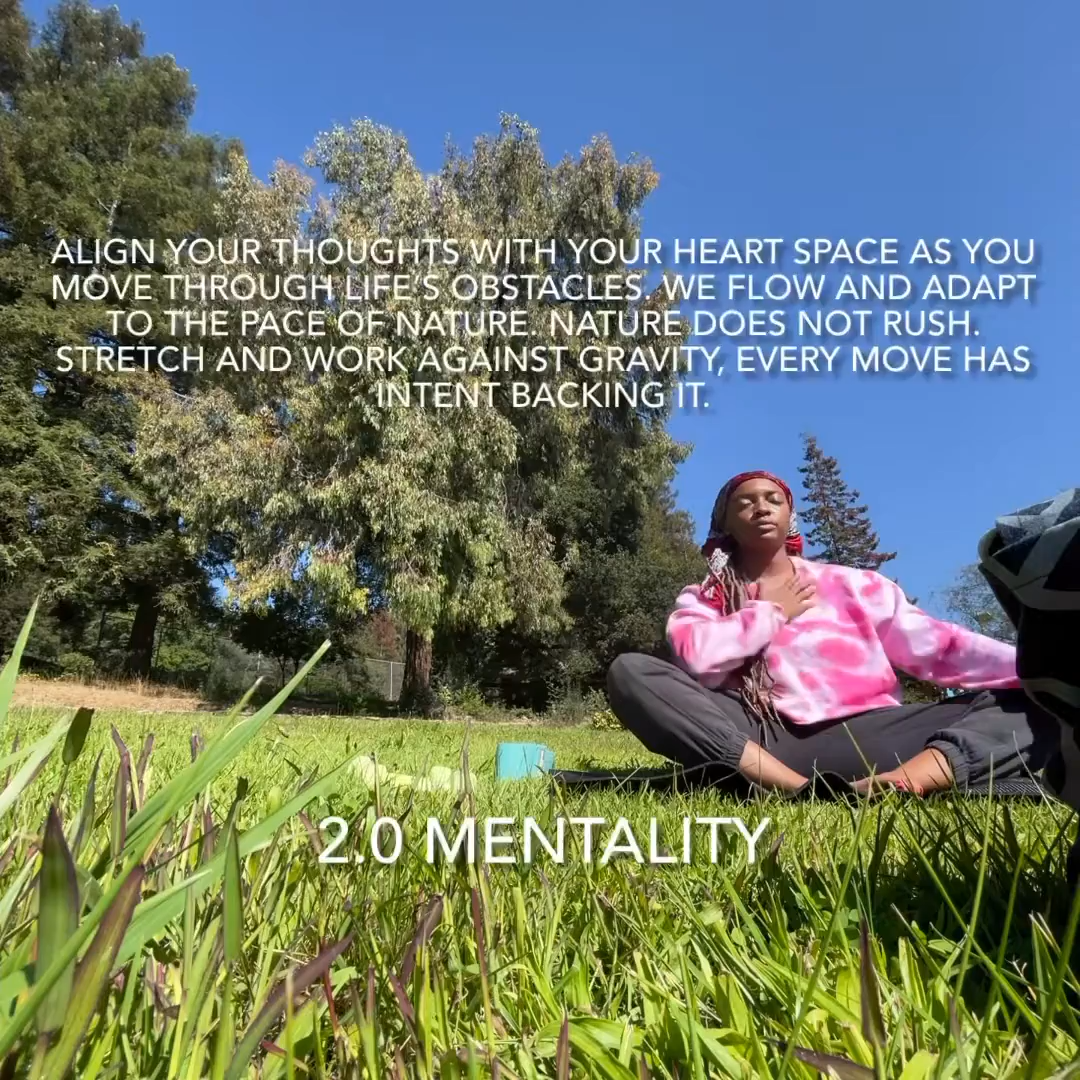 ALIGN YOUR THOUGHTS WITH YOUR HEART SPACE AS YOU
MOVE THROUGH LIFE'S OBSTACLES. WE FLOW AND ADAPT
TO THE PACE OF NATURE. NATURE DOES NOT RUSH.
STRETCH AND WORK AGAINST GRAVITY, EVERY MOVE HAS
INTENT BACKING IT.
2.0 MENTALITY